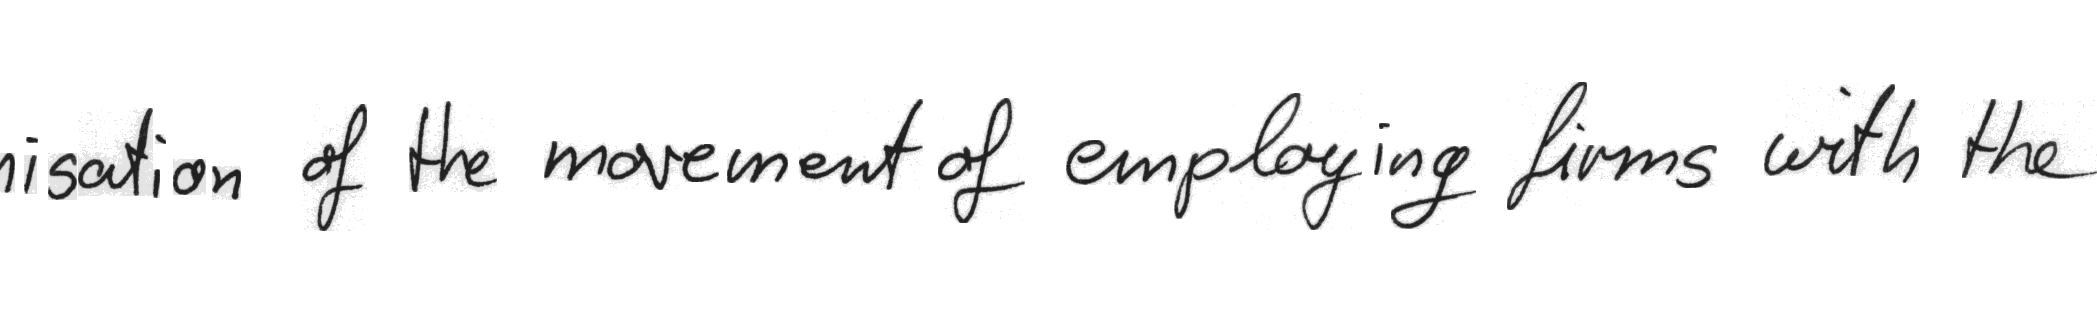 nisation of the movement of employing firms with the